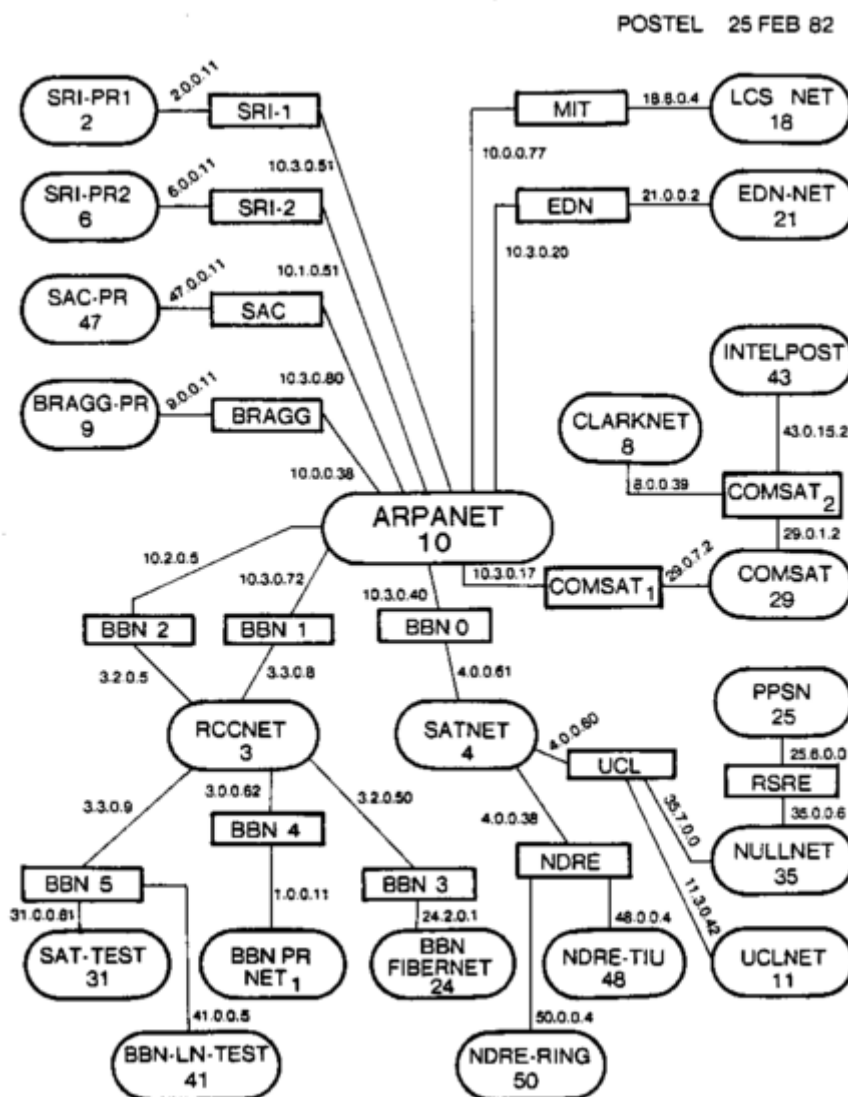 POSTEL 25 FEB 82
SRI-PR1
2
2.0.0.11
SRI-1
10.3.0.51
MIT
18.8.0.4
LCS NET
18
10.0.0.77
SRI-PR2
6
6.0.0.11
SRI-2
10.1.0.51
EDN
21.0.0.2
EDN-NET
21
10.3.0.20
SAC-PR
47
47.0.0.11
SAC
10.3.0.80
INTELPOST
43
43.0.15.2
BRAGG-PR
9
9.0.0.11
BRAGG
10.0.0.38
CLARKNET
8
8.0.0.39
COMSAT 2
29.0.1.2
ARPANET
10
10.2.0.5
10.3.0.72
10.3.0.40
10.3.0.17
COMSAT 1
29.0.7.2
COMSAT
29
BBN 2
BBN 1
BBN 0
3.2.0.5
3.3.0.8
4.0.0.61
RCCNET
3
SATNET
4
4.0.0.60
UCL
PPSN
25
25.6.0.0
RSRE
35.0.0.6
3.3.0.9
3.0.0.62
3.2.0.50
4.0.0.38
35.7.0.0
NULLNET
35
BBN 4
BBN 5
BBN 3
NDRE
11.3.0.42
31.0.0.81
1.0.0.11
24.2.0.1
48.0.0.4
SAT-TEST
31
BBN PR
NET 1
BBN
FIBERNET
24
NDRE-TIU
48
UCLNET
11
41.0.0.5
50.0.0.4
BBN-LN-TEST
41
NDRE-RING
50